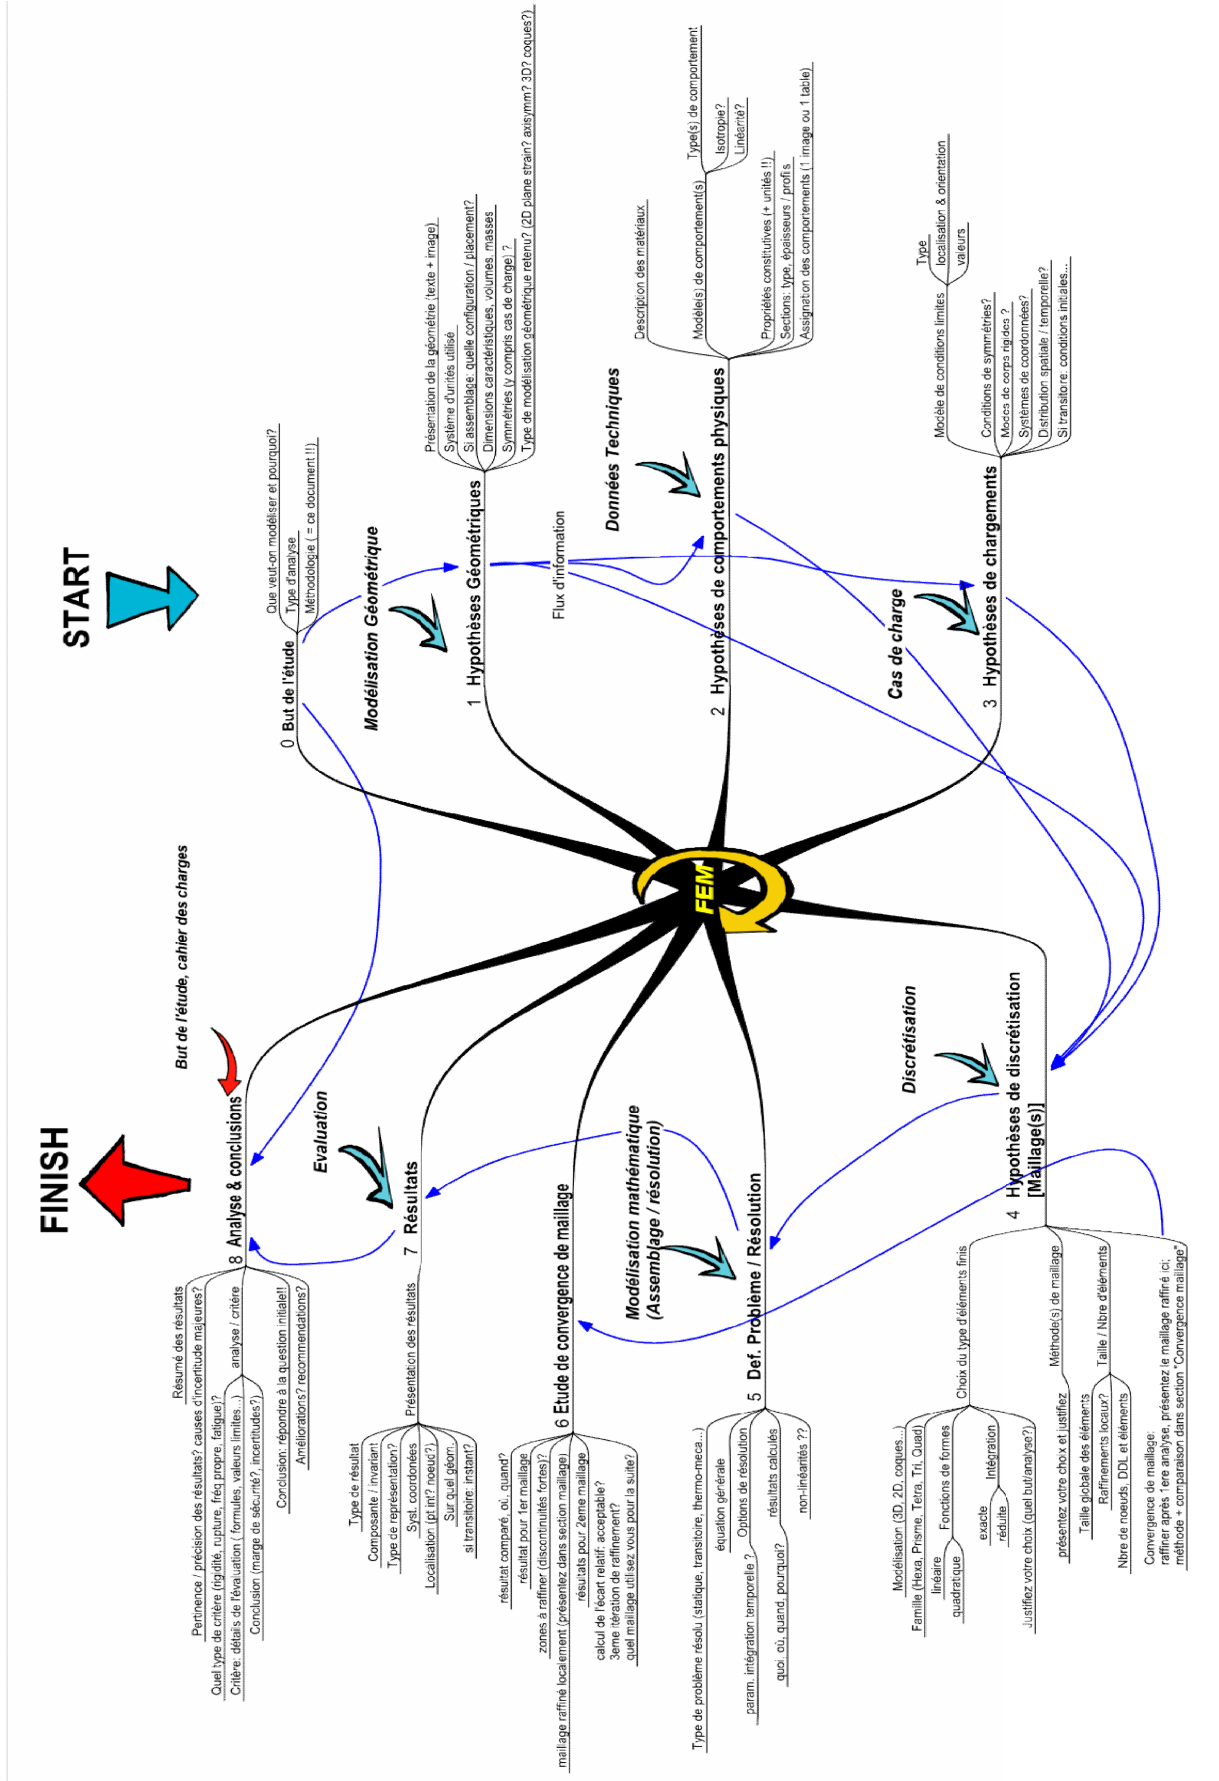 START
0 But de l'étude
Que veut-on modéliser et pourquoi?
Type d'analyse
Méthodologie ( = ce document !!)
Modélisation Géométrique
1 Hypothèses Géométriques
Présentation de la géométrie (texte + image)
Système d'unités utilisé
Si assemblage: quelle configuration / placement?
Dimensions caractéristiques, volumes, masses
Symmétries (y compris cas de charge) ?
Type de modélisation géométrique retenu? (2D plane strain? axisymm? 3D? coques?)
Flux d'information
Données Techniques
2 Hypothèses de comportements physiques
Description des matériaux
Modèle(s) de comportement(s)
Type(s) de comportement
Isotropie?
Linéarité?
Propriétés constitutives (+ unités !!)
Sections: type, épaisseurs / profils
Assignation des comportements (1 image ou 1 table)
Cas de charge
3 Hypothèses de chargements
Modèle de conditions limites
Type
localisation & orientation
valeurs
Conditions de symmétries?
Modes de corps rigides ?
Systèmes de coordonnées?
Distribution spatiale / temporelle?
Si transitoire: conditions initiales...
FEM
FINISH
But de l'étude, cahier des charges
8 Analyse & conclusions
Résumé des résultats
Pertinence / précision des résultats? causes d'incertitude majeures?
analyse / critère
Quel type de critère (rigidité, rupture, fréq propre, fatigue)?
Critère: détails de l'évaluation ( formules, valeurs limites...)
Conclusion (marge de sécurité?, incertitudes?)
Conclusion: répondre à la question initiale!!
Améliorations? recommendations?
Evaluation
7 Résultats
Présentation des résultats
Type de résultat
Composante / invariant
Type de représentation?
Syst. coordonées
Localisation (pt int? noeud?)
Sur quel géom.
si transitoire: instant?
6 Etude de convergence de maillage
résultat comparé, où, quand?
résultat pour 1er maillage
zones à raffiner (discontinuités fortes)?
maillage raffiné localement (présentez dans section maillage)
résultats pour 2eme maillage
calcul de l'écart relatif: acceptable?
3eme itération de raffinement?
quel maillage utilisez vous pour la suite?
Modélisation mathématique
(Assemblage / résolution)
5 Def. Problème / Résolution
Type de problème résolu (statique, transitoire, thermo-meca...)
équation générale
Options de résolution
param. intégration temporelle ?
résultats calculés
quoi, où, quand, pourquoi?
non-linéarités ??
Discrétisation
4 Hypothèses de discrétisation
[Maillage(s)]
Choix du type d'éléments finis
Modélisation (3D, 2D, coques...)
Famille (Hexa, Prisme, Tetra, Tri, Quad)
Fonctions de formes
linéaire
quadratique
Intégration
exacte
réduite
Justifiez votre choix (quel but/analyse?)
Méthode(s) de maillage
présentez votre choix et justifiez
Taille / Nbre d'éléments
Taille globale des éléments
Raffinements locaux?
Nbre de noeuds, DDL et éléments
Convergence de maillage:
raffiner après 1ere analyse, présentez le maillage raffiné ici;
méthode + comparaison dans section "Convergence maillage"